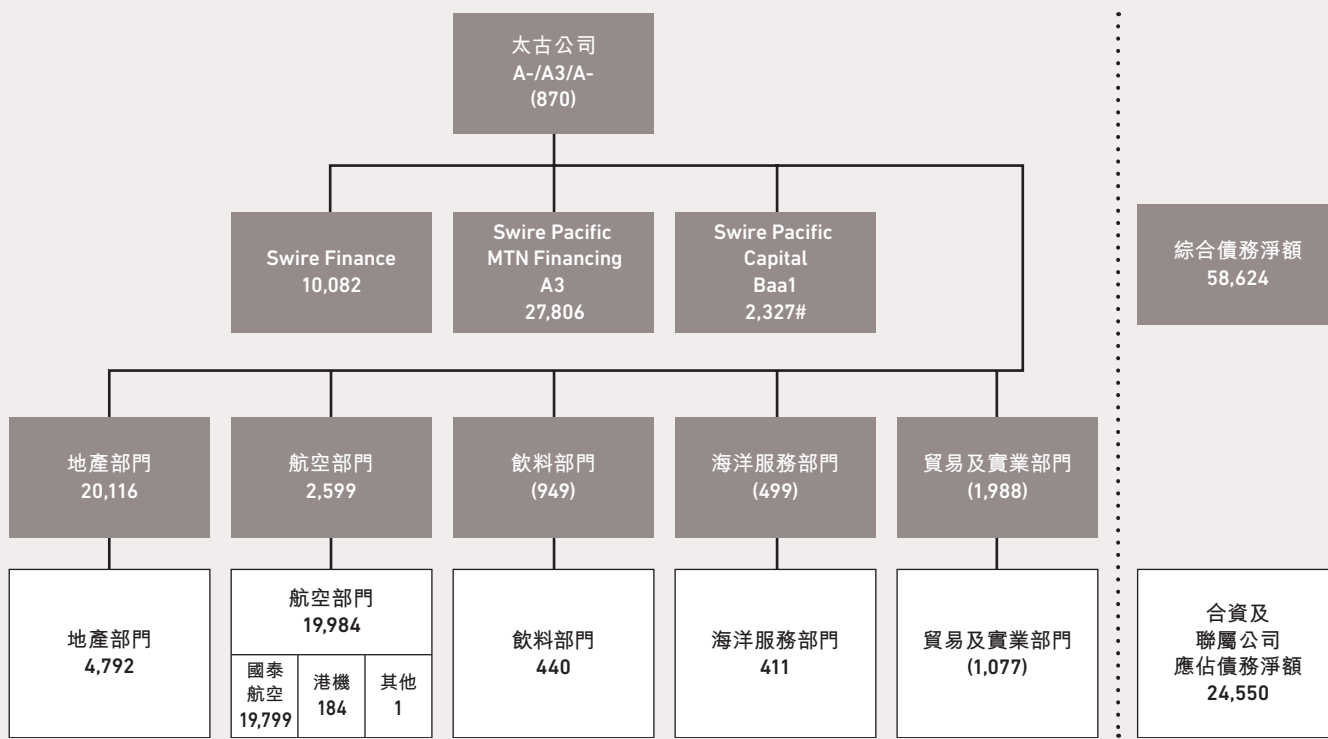 太古公司
A-/A3/A-
(870)
Swire Finance
10,082
Swire Pacific
MTN Financing
A3
27,806
Swire Pacific
Capital
Baa1
2,327#
綜合債務淨額
58,624
地產部門
20,116
航空部門
2,599
飲料部門
(949)
海洋服務部門
(499)
貿易及實業部門
(1,988)
地產部門
4,792
航空部門
19,984
國泰
航空
19,799
港機
184
其他
1
飲料部門
440
海洋服務部門
411
貿易及實業部門
(1,077)
合資及
聯屬公司
應佔債務淨額
24,550